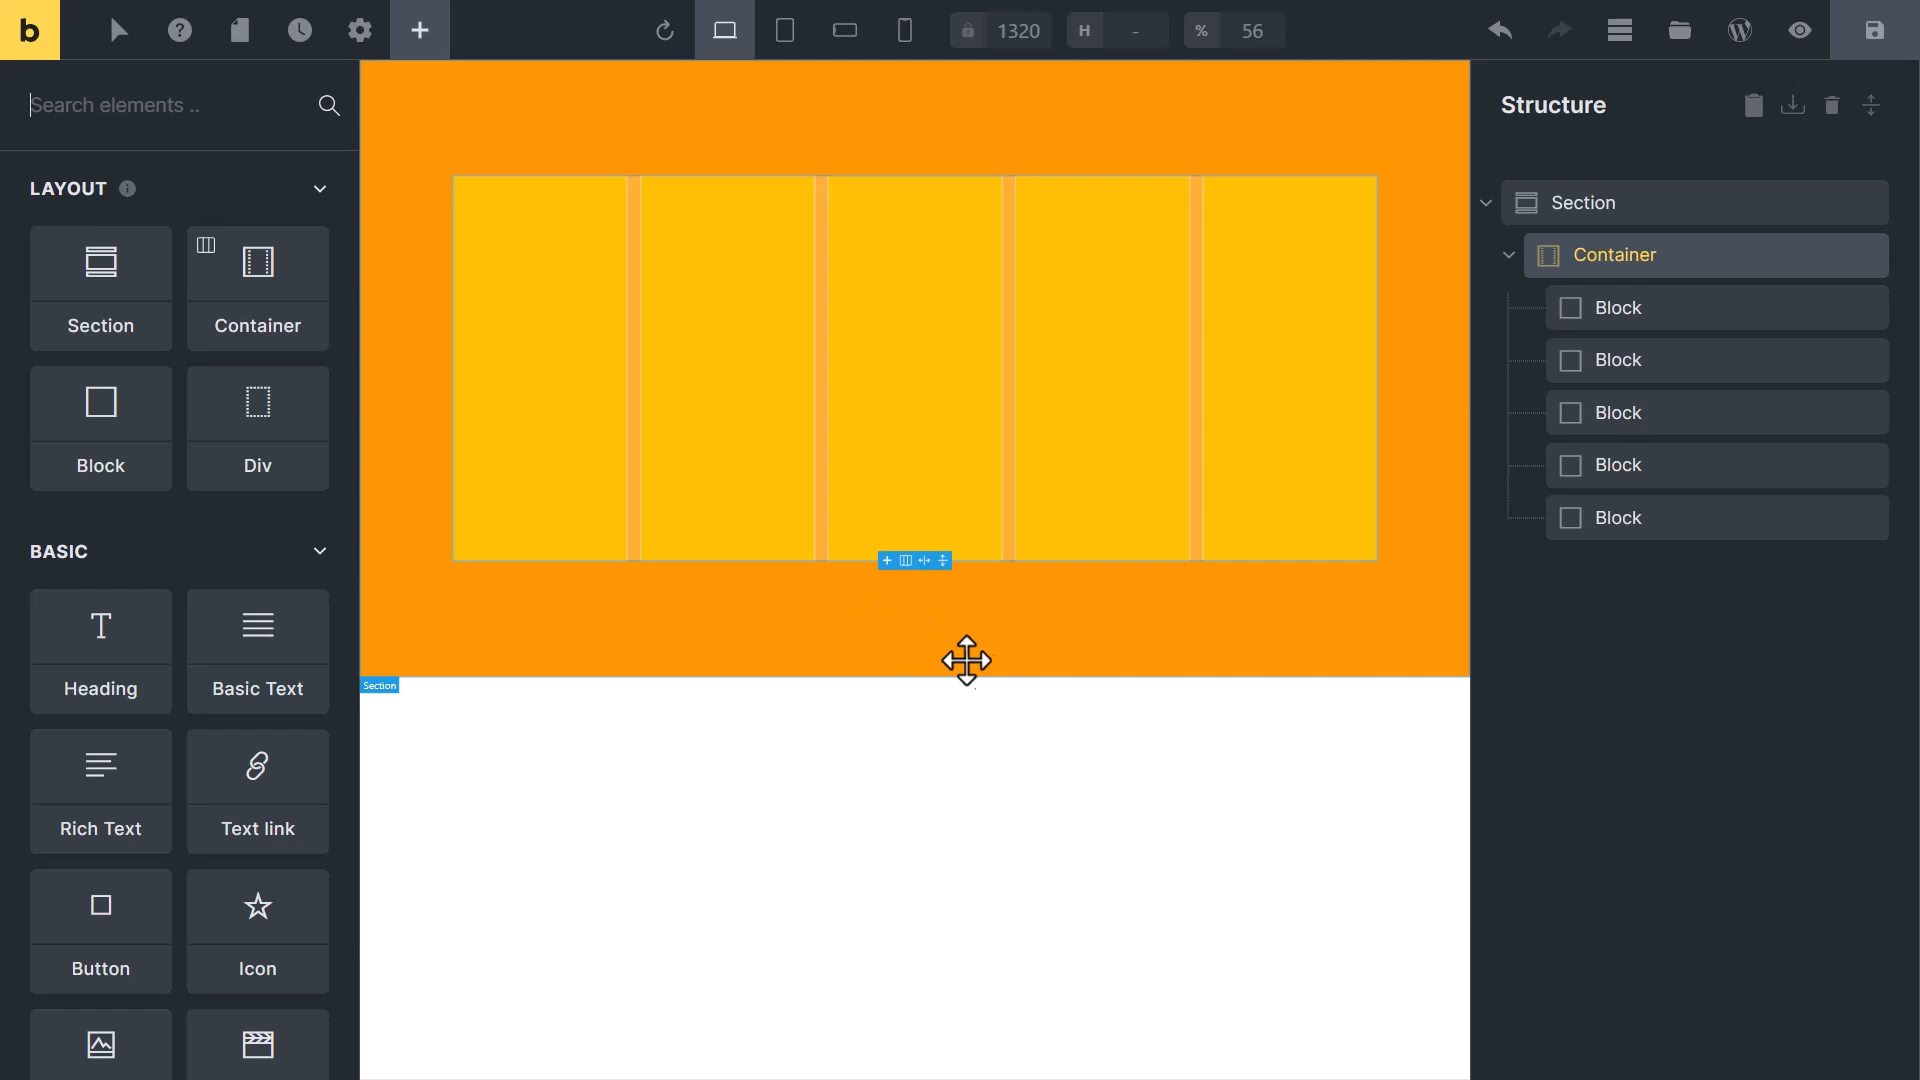 b
?
1320
H
-
%
56
Search elements ..
LAYOUT
i
Section
Container
Block
Div
BASIC
T
Heading
Basic Text
Rich Text
Text link
Button
Icon
Section
Structure
Section
Container
Block
Block
Block
Block
Block